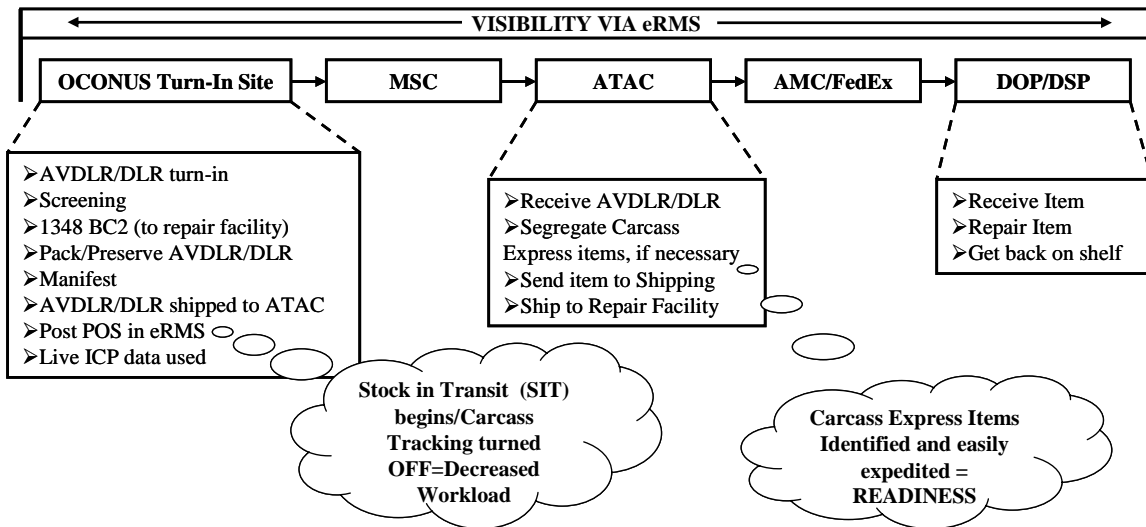 VISIBILITY VIA eRMS
OCONUS Turn-In Site
MSC
ATAC
AMC/FedEx
DOP/DSP
➤AVDLR/DLR turn-in
➤Screening
➤1348 BC2 (to repair facility)
➤Pack/Preserve AVDLR/DLR
➤Manifest
➤AVDLR/DLR shipped to ATAC
➤Post POS in eRMS
➤Live ICP data used
➤Receive AVDLR/DLR
➤Segregate Carcass
Express items, if necessary
➤Send item to Shipping
➤Ship to Repair Facility
➤Receive Item
➤Repair Item
➤Get back on shelf
Stock in Transit (SIT)
begins/Carcass
Tracking turned
OFF=Decreased
Workload
Carcass Express Items
Identified and easily
expedited =
READINESS